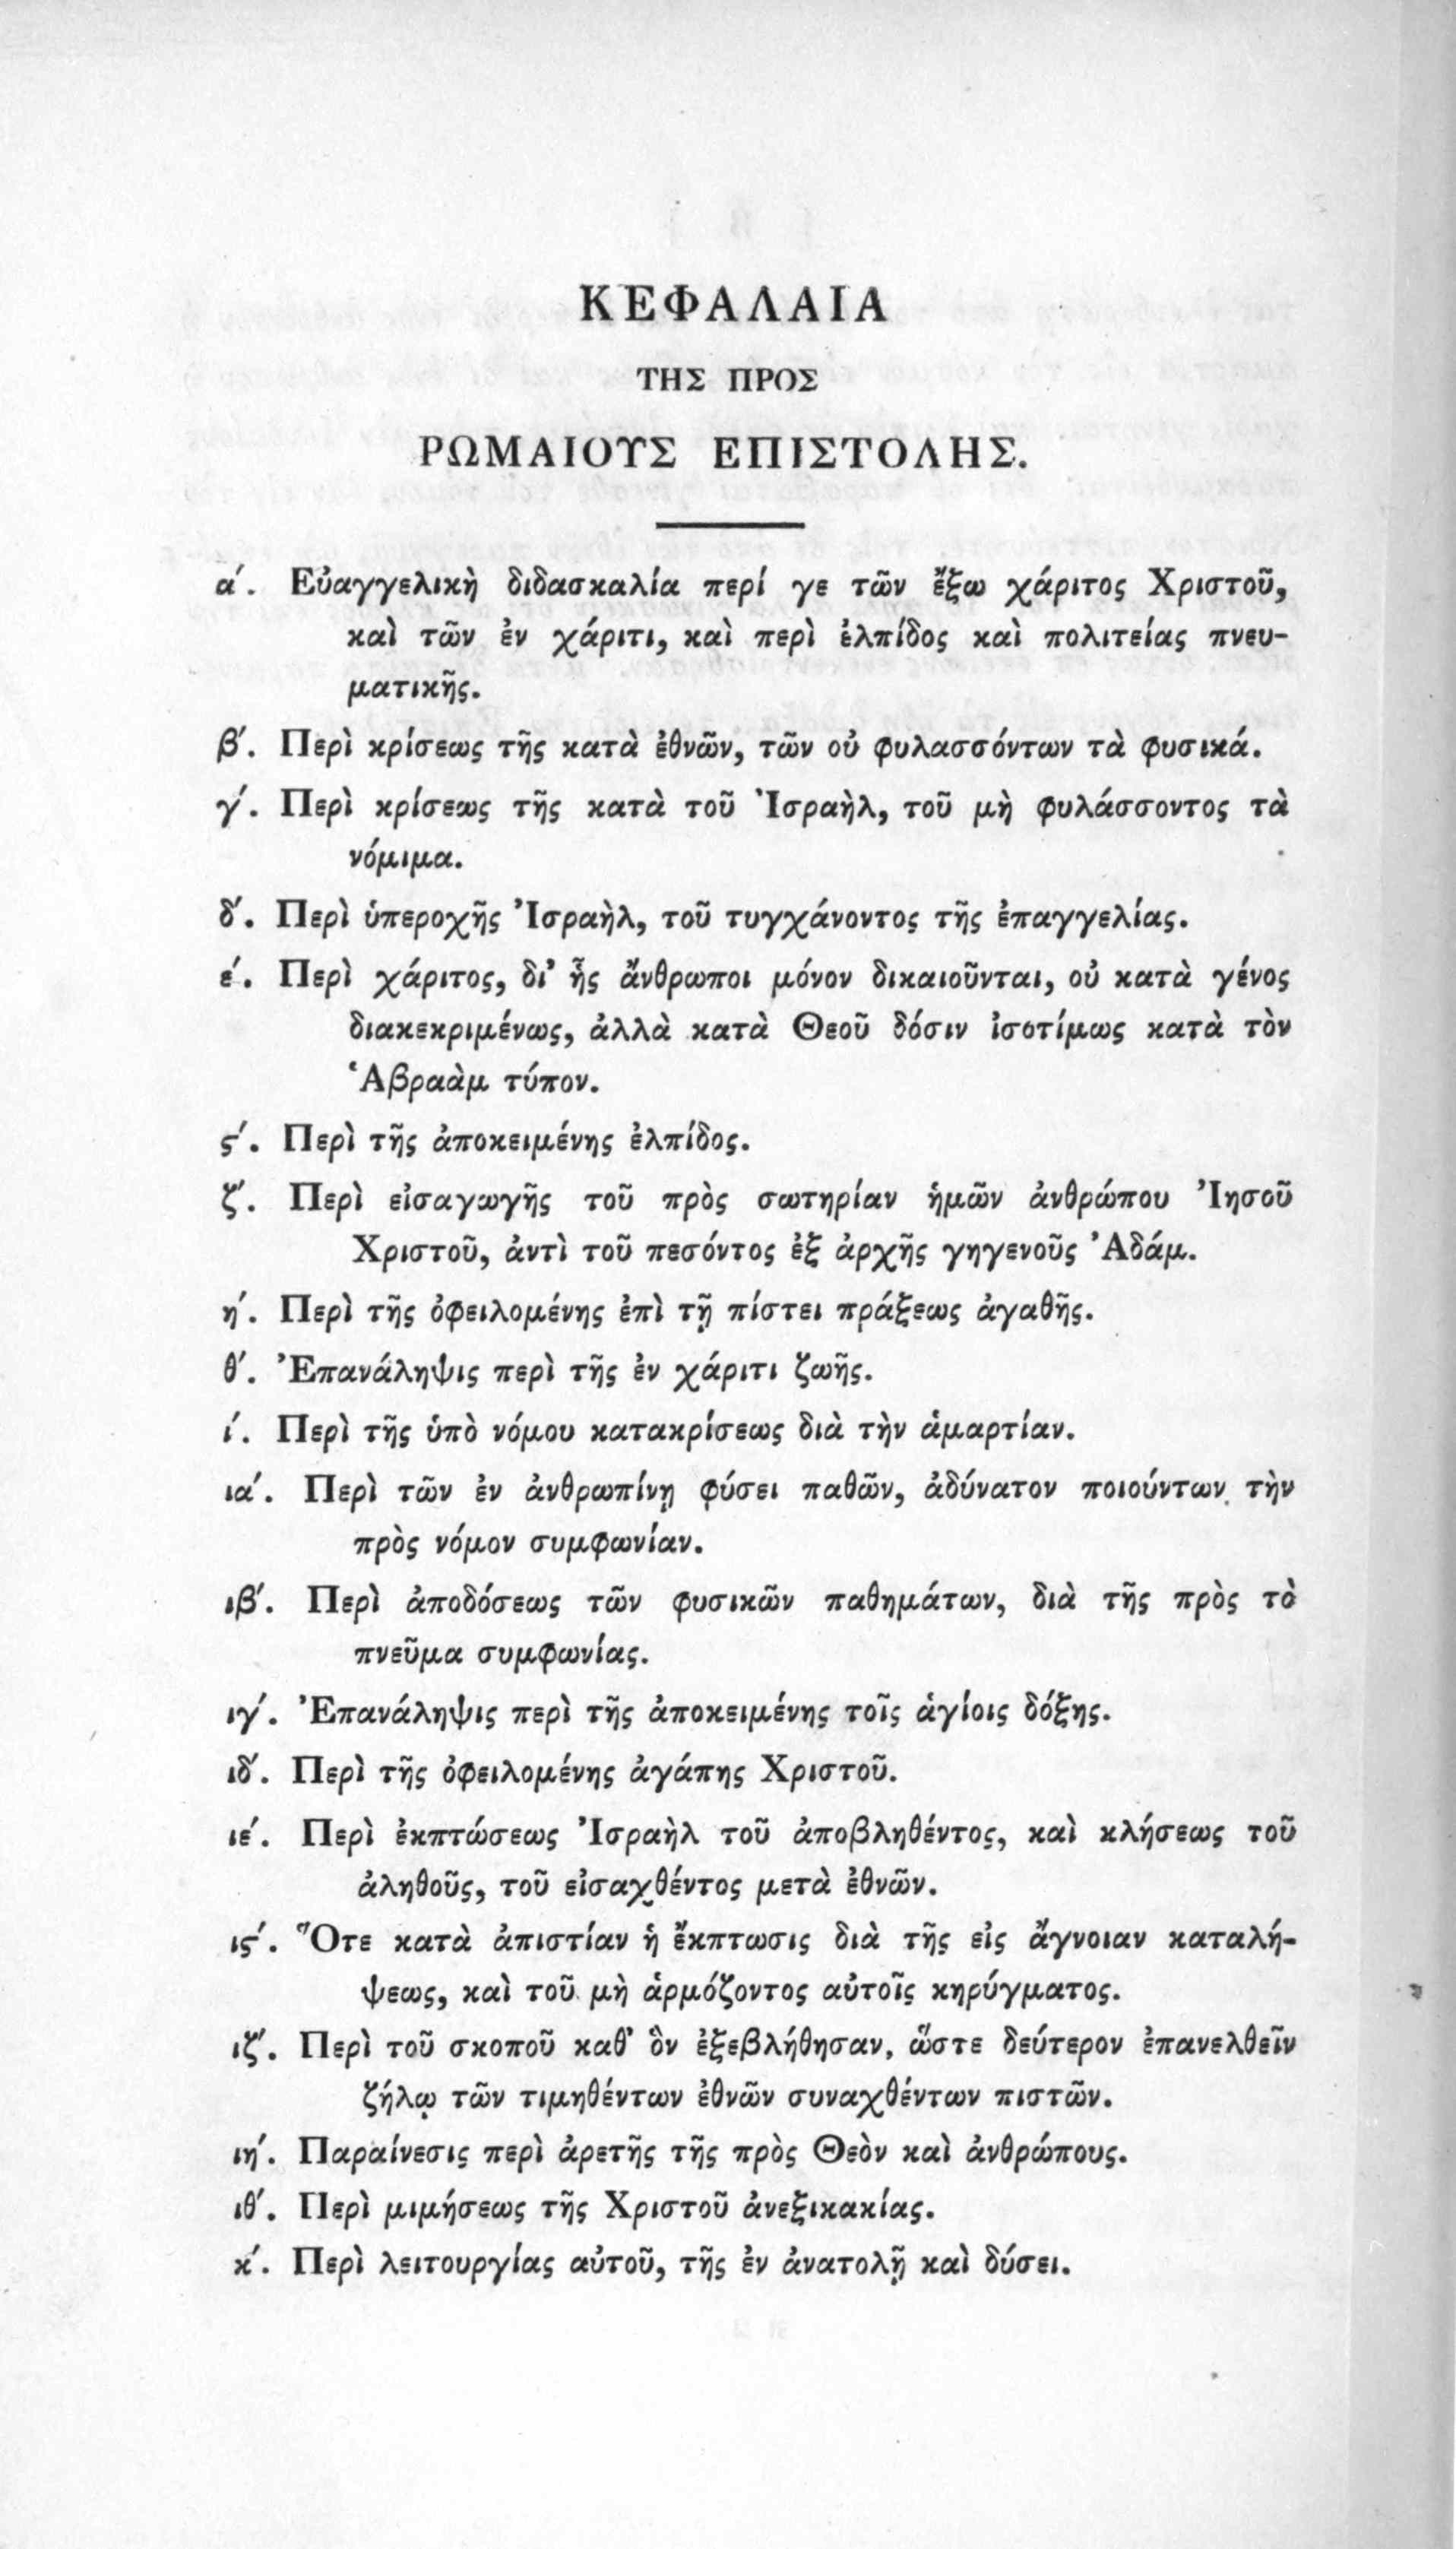 ΚΕΦΑΛΑΙΑ
ΤΗΣ ΠΡΟΣ
ΡΩΜΑΙΟΥΣ ΕΠΙΣΤΟΛΗΣ.
α΄. Εὐαγγελικὴ διδασκαλία περί γε τῶν ἔξω χάριτος Χριστοῦ,
καὶ τῶν ἐν χάριτι, καὶ περὶ ἐλπίδος καὶ πολιτείας πνευ-
ματικῆς.
β΄. Περὶ κρίσεως τῆς κατὰ ἐθνῶν, τῶν οὐ φυλασσόντων τὰ φυσικά.
γ΄. Περὶ κρίσεως τῆς κατὰ τοῦ Ἰσραὴλ, τοῦ μὴ φυλάσσοντος τὰ
νόμιμα.
δ΄. Περὶ ὑπεροχῆς Ἰσραὴλ, τοῦ τυγχάνοντος τῆς ἐπαγγελίας.
ε΄. Περὶ χάριτος, δι’ ἧς ἄνθρωποι μόνον δικαιοῦνται, οὐ κατὰ γένος
διακεκριμένως, ἀλλὰ κατὰ Θεοῦ δόσιν ἰσοτίμως κατὰ τὸν
Ἁβραὰμ τύπον.
ϛ΄. Περὶ τῆς ἀποκειμένης ἐλπίδος.
ζ΄. Περὶ εἰσαγωγῆς τοῦ πρὸς σωτηρίαν ἡμῶν ἀνθρώπου Ἰησοῦ
Χριστοῦ, ἀντὶ τοῦ πεσόντος ἐξ ἀρχῆς γηγενοῦς Ἀδάμ.
η΄. Περὶ τῆς ὀφειλομένης ἐπὶ τῇ πίστει πράξεως ἀγαθῆς.
θ΄. Ἐπανάληψις περὶ τῆς ἐν χάριτι ζωῆς.
ι΄. Περὶ τῆς ὑπὸ νόμου κατακρίσεως διὰ τὴν ἁμαρτίαν.
ια΄. Περὶ τῶν ἐν ἀνθρωπίνῃ φύσει παθῶν, ἀδύνατον ποιούντων τὴν
πρὸς νόμον συμφωνίαν.
ιβ΄. Περὶ ἀποδόσεως τῶν φυσικῶν παθημάτων, διὰ τῆς πρὸς τὸ
πνεῦμα συμφωνίας.
ιγ΄. Ἐπανάληψις περὶ τῆς ἀποκειμένης τοῖς ἁγίοις δόξης.
ιδ΄. Περὶ τῆς ὀφειλομένης ἀγάπης Χριστοῦ.
ιε΄. Περὶ ἐκπτώσεως Ἰσραὴλ τοῦ ἀποβληθέντος, καὶ κλήσεως τοῦ
ἀληθοῦς, τοῦ εἰσαχθέντος μετὰ ἐθνῶν.
ιϛ΄. Ὅτε κατὰ ἀπιστίαν ἡ ἔκπτωσις διὰ τῆς εἰς ἄγνοιαν καταλή-
ψεως, καὶ τοῦ μὴ ἁρμόζοντος αὐτοῖς κηρύγματος.
ιζ΄. Περὶ τοῦ σκοποῦ καθ’ ὃν ἐξεβλήθησαν, ὥστε δεύτερον ἐπανελθεῖν
ζήλῳ τῶν τιμηθέντων ἐθνῶν συναχθέντων πιστῶν.
ιη΄. Παραίνεσις περὶ ἀρετῆς τῆς πρὸς Θεὸν καὶ ἀνθρώπους.
ιθ΄. Περὶ μιμήσεως τῆς Χριστοῦ ἀνεξικακίας.
κ΄. Περὶ λειτουργίας αὐτοῦ, τῆς ἐν ἀνατολῇ καὶ δύσει.